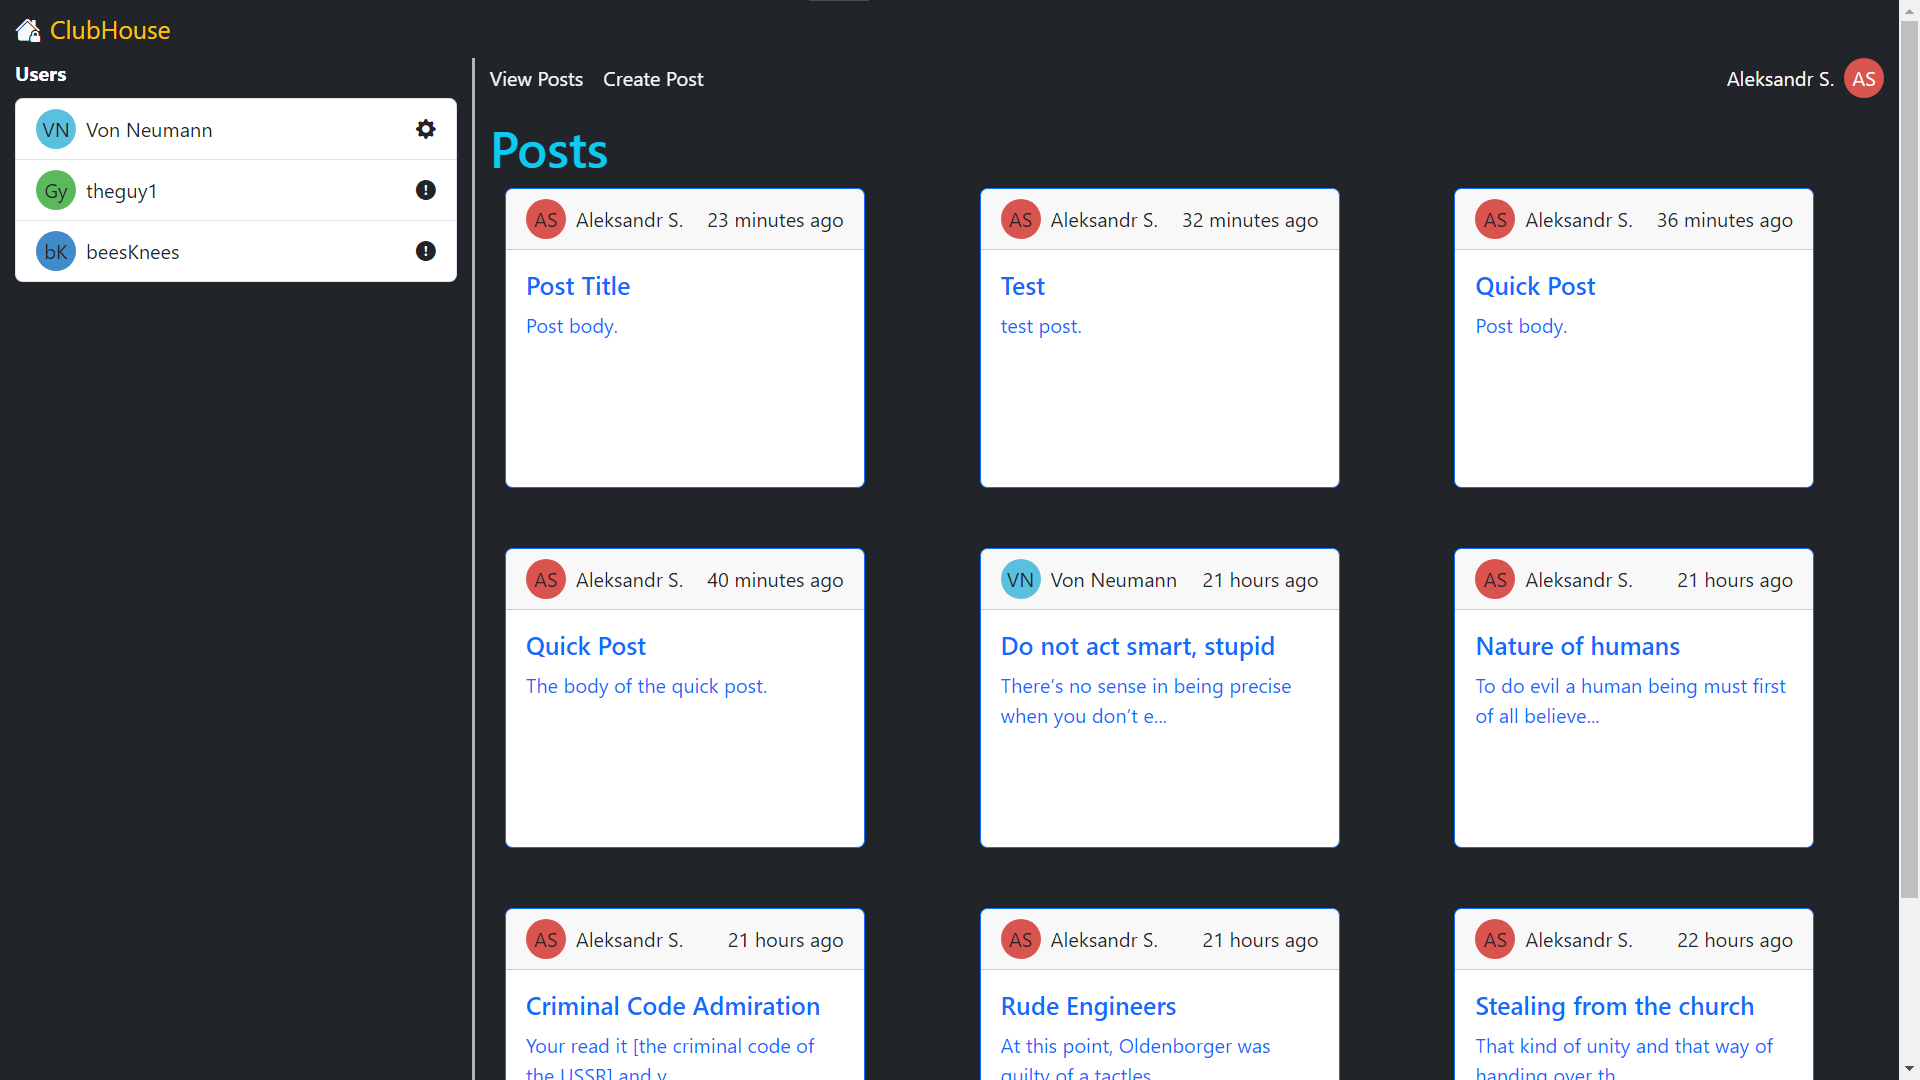 ClubHouse
Users
VN Von Neumann
Gy theguy1
bK beesKnees
View Posts Create Post
Aleksandr S. AS
Posts
AS Aleksandr S. 23 minutes ago
Post Title
Post body.
AS Aleksandr S. 32 minutes ago
Test
test post.
AS Aleksandr S. 36 minutes ago
Quick Post
Post body.
AS Aleksandr S. 40 minutes ago
Quick Post
The body of the quick post.
VN Von Neumann 21 hours ago
Do not act smart, stupid
There’s no sense in being precise
when you don’t e...
AS Aleksandr S. 21 hours ago
Nature of humans
To do evil a human being must first
of all believe...
AS Aleksandr S. 21 hours ago
Criminal Code Admiration
Your read it [the criminal code of
the USSR] and y...
AS Aleksandr S. 21 hours ago
Rude Engineers
At this point, Oldenborger was
guilty of a tactles...
AS Aleksandr S. 22 hours ago
Stealing from the church
That kind of unity and that way of
handing over th...